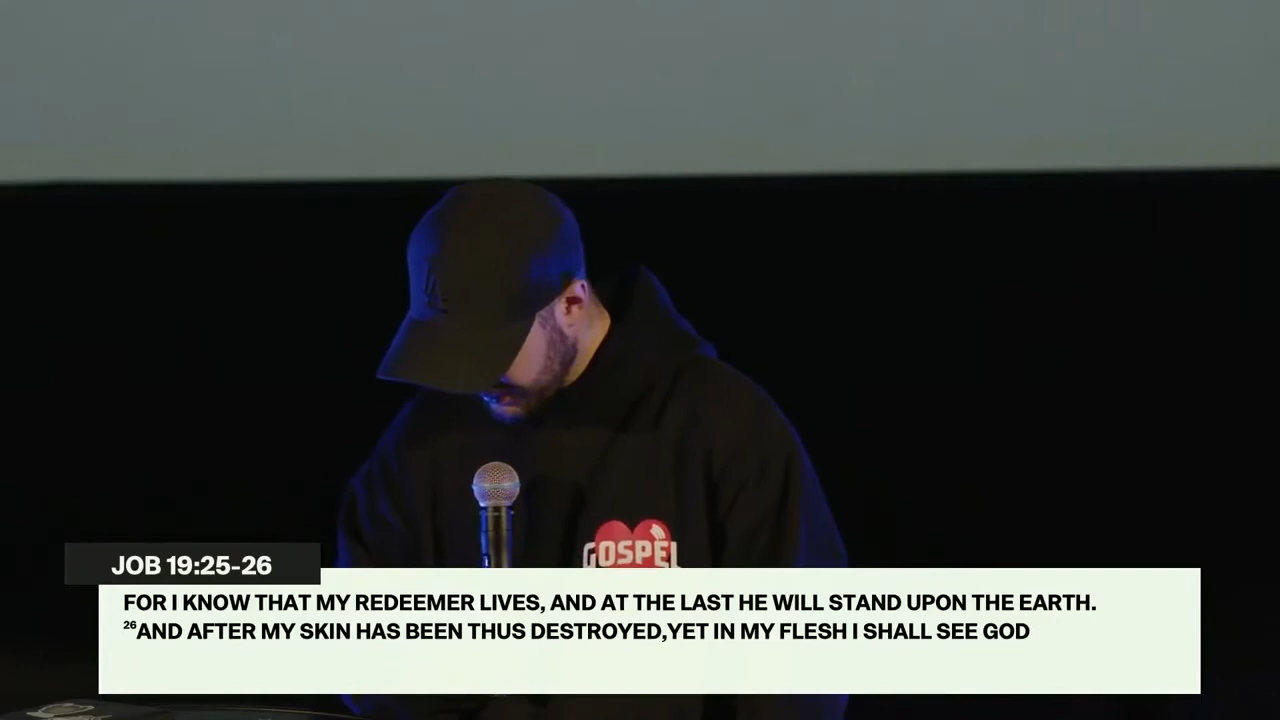 GOSPEL
JOB 19:25-26
FOR I KNOW THAT MY REDEEMER LIVES, AND AT THE LAST HE WILL STAND UPON THE EARTH.
26AND AFTER MY SKIN HAS BEEN THUS DESTROYED,YET IN MY FLESH I SHALL SEE GOD